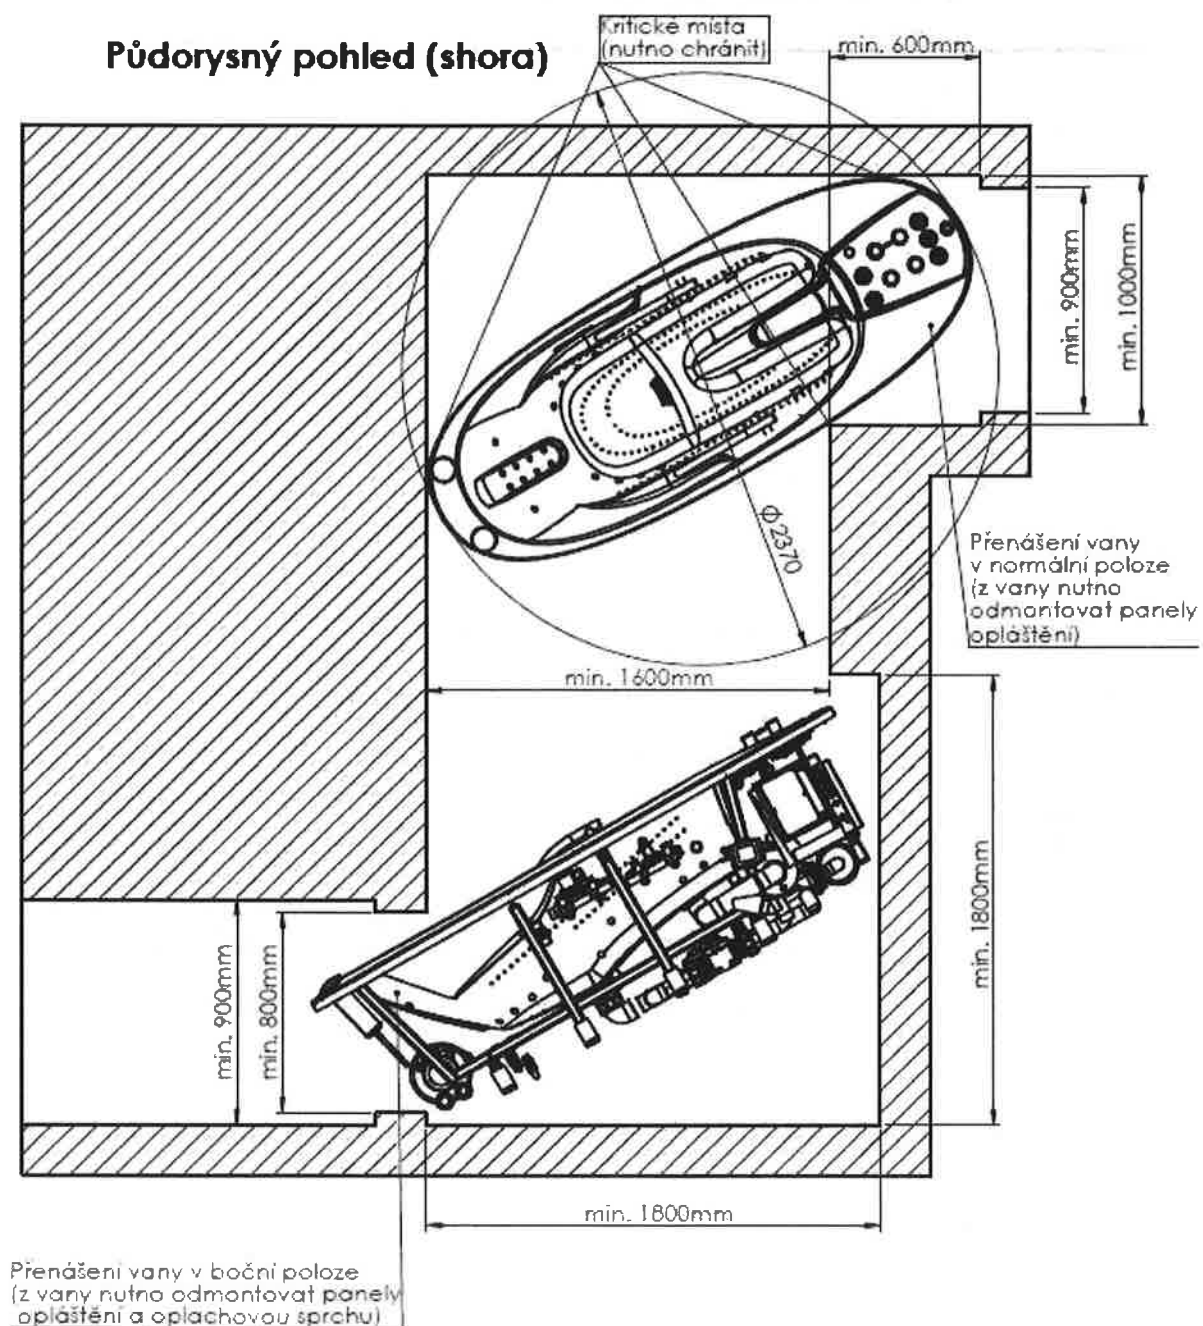 Půdorysný pohled (shora)
Kritické místa
(nutno chránit)
min. 600mm
min. 900mm
min. 1000mm
Φ2370
Přenášení vany
v normální poloze
(z vany nutno
odmontovat panely
opláštění)
min. 1600mm
min. 1800mm
min. 900mm
min. 800mm
min. 1800mm
Přenášení vany v boční poloze
(z vany nutno odmontovat panely
opláštění a oplachovou sprchu)